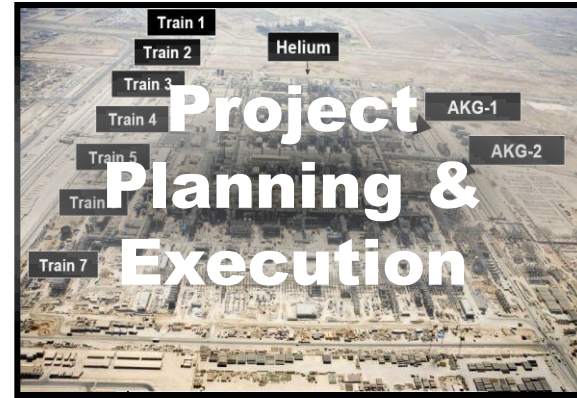 Train 1
Train 2
Helium
Train 3
AKG-1
Train 4
Project
AKG-2
Train 5
Planning &
Train
Train 7
Execution